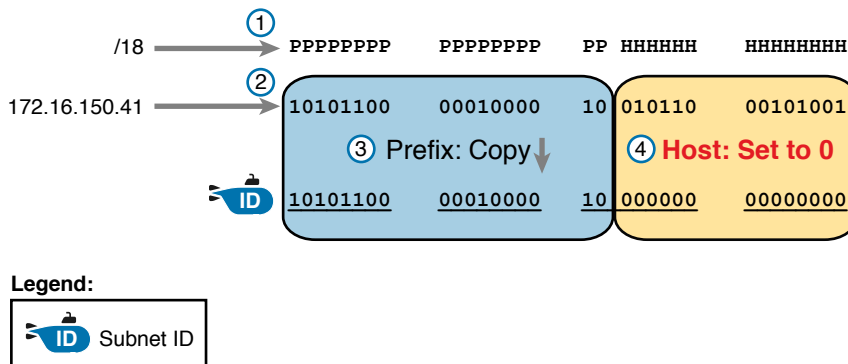 1
/18 PPPPPPPP PPPPPPPP PP HHHHHH HHHHHHHH
2
172.16.150.41 10101100 00010000 10 010110 00101001
3 Prefix: Copy 4 Host: Set to 0
ID 10101100 00010000 10 000000 00000000
Legend:
ID Subnet ID